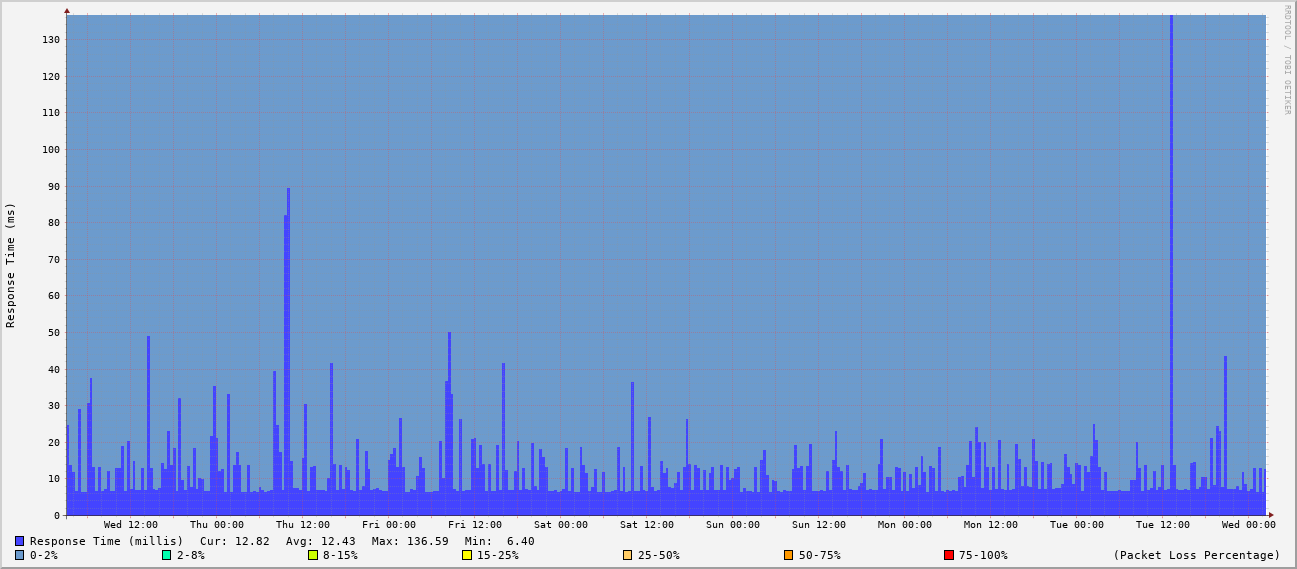 RRDTOOL / TOBI OETIKER
Response Time (ms)
130
120
110
100
90
80
70
60
50
40
30
20
10
0
Wed 12:00 Thu 00:00 Thu 12:00 Fri 00:00 Fri 12:00 Sat 00:00 Sat 12:00 Sun 00:00 Sun 12:00 Mon 00:00 Mon 12:00 Tue 00:00 Tue 12:00 Wed 00:00
Response Time (millis) Cur: 12.82 Avg: 12.43 Max: 136.59 Min: 6.40
0-2% 2-8% 8-15% 15-25% 25-50% 50-75% 75-100% (Packet Loss Percentage)